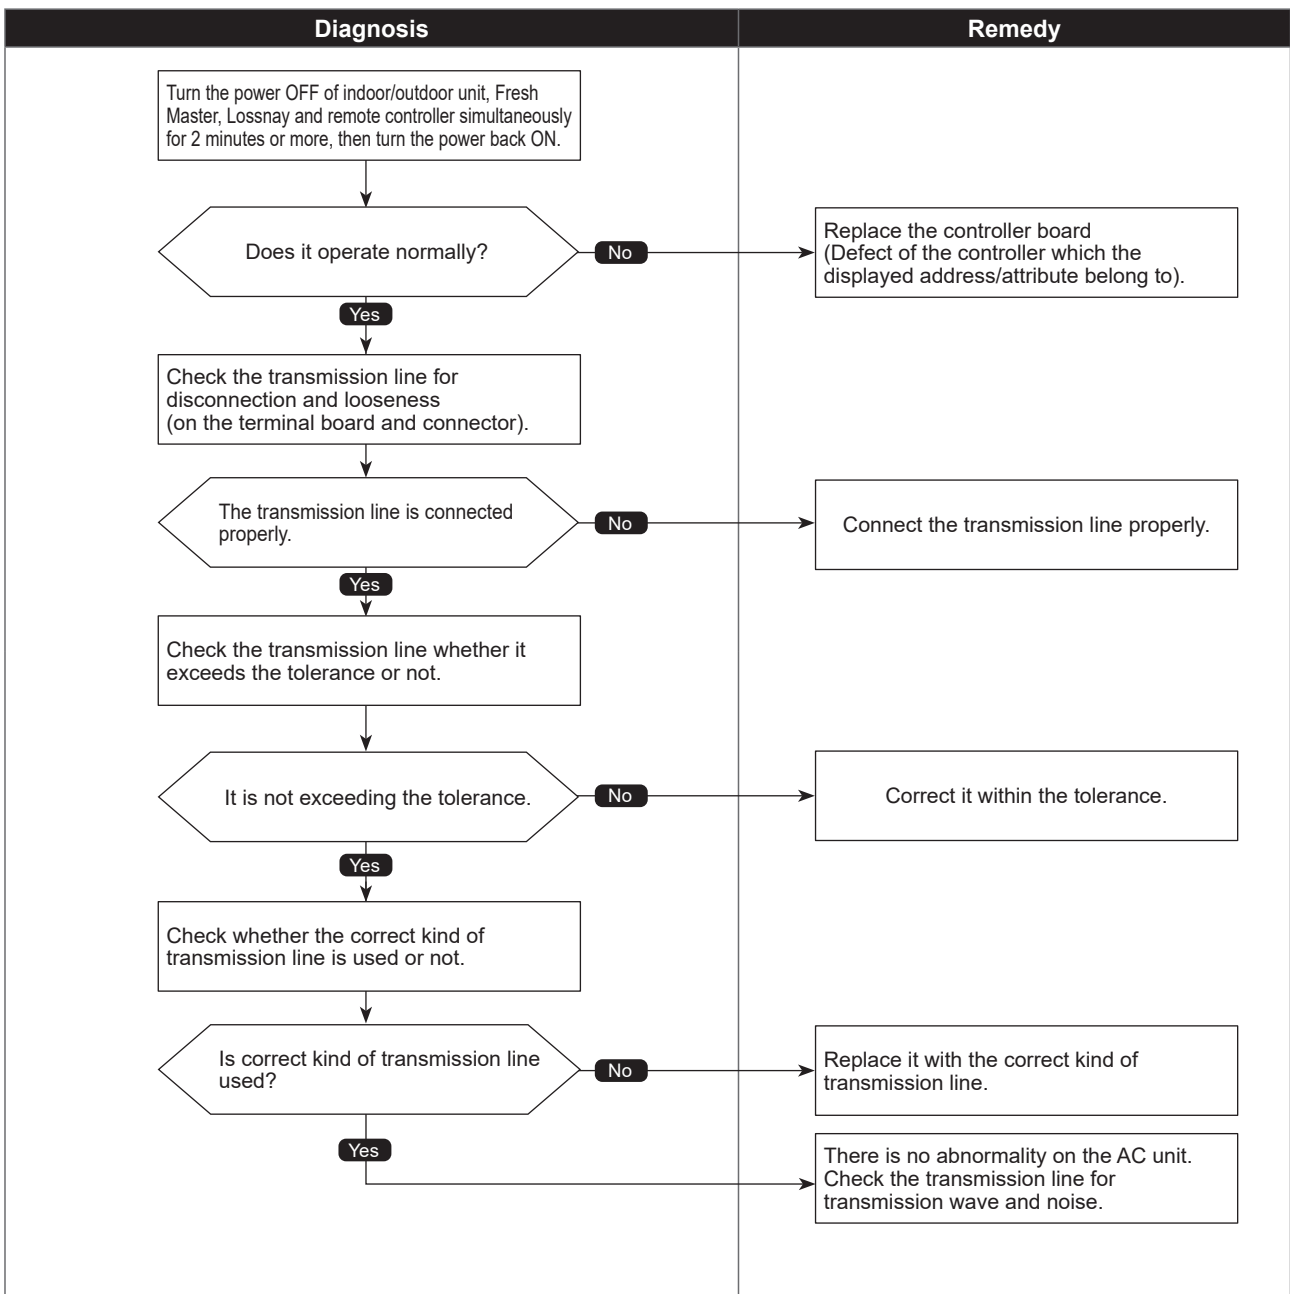 Diagnosis
Remedy
Turn the power OFF of indoor/outdoor unit, Fresh
Master, Lossnay and remote controller simultaneously
for 2 minutes or more, then turn the power back ON.
Does it operate normally?
No
Replace the controller board
(Defect of the controller which the
displayed address/attribute belong to).
Yes
Check the transmission line for
disconnection and looseness
(on the terminal board and connector).
The transmission line is connected
properly.
No
Connect the transmission line properly.
Yes
Check the transmission line whether it
exceeds the tolerance or not.
It is not exceeding the tolerance.
No
Correct it within the tolerance.
Yes
Check whether the correct kind of
transmission line is used or not.
Is correct kind of transmission line
used?
No
Replace it with the correct kind of
transmission line.
Yes
There is no abnormality on the AC unit.
Check the transmission line for
transmission wave and noise.